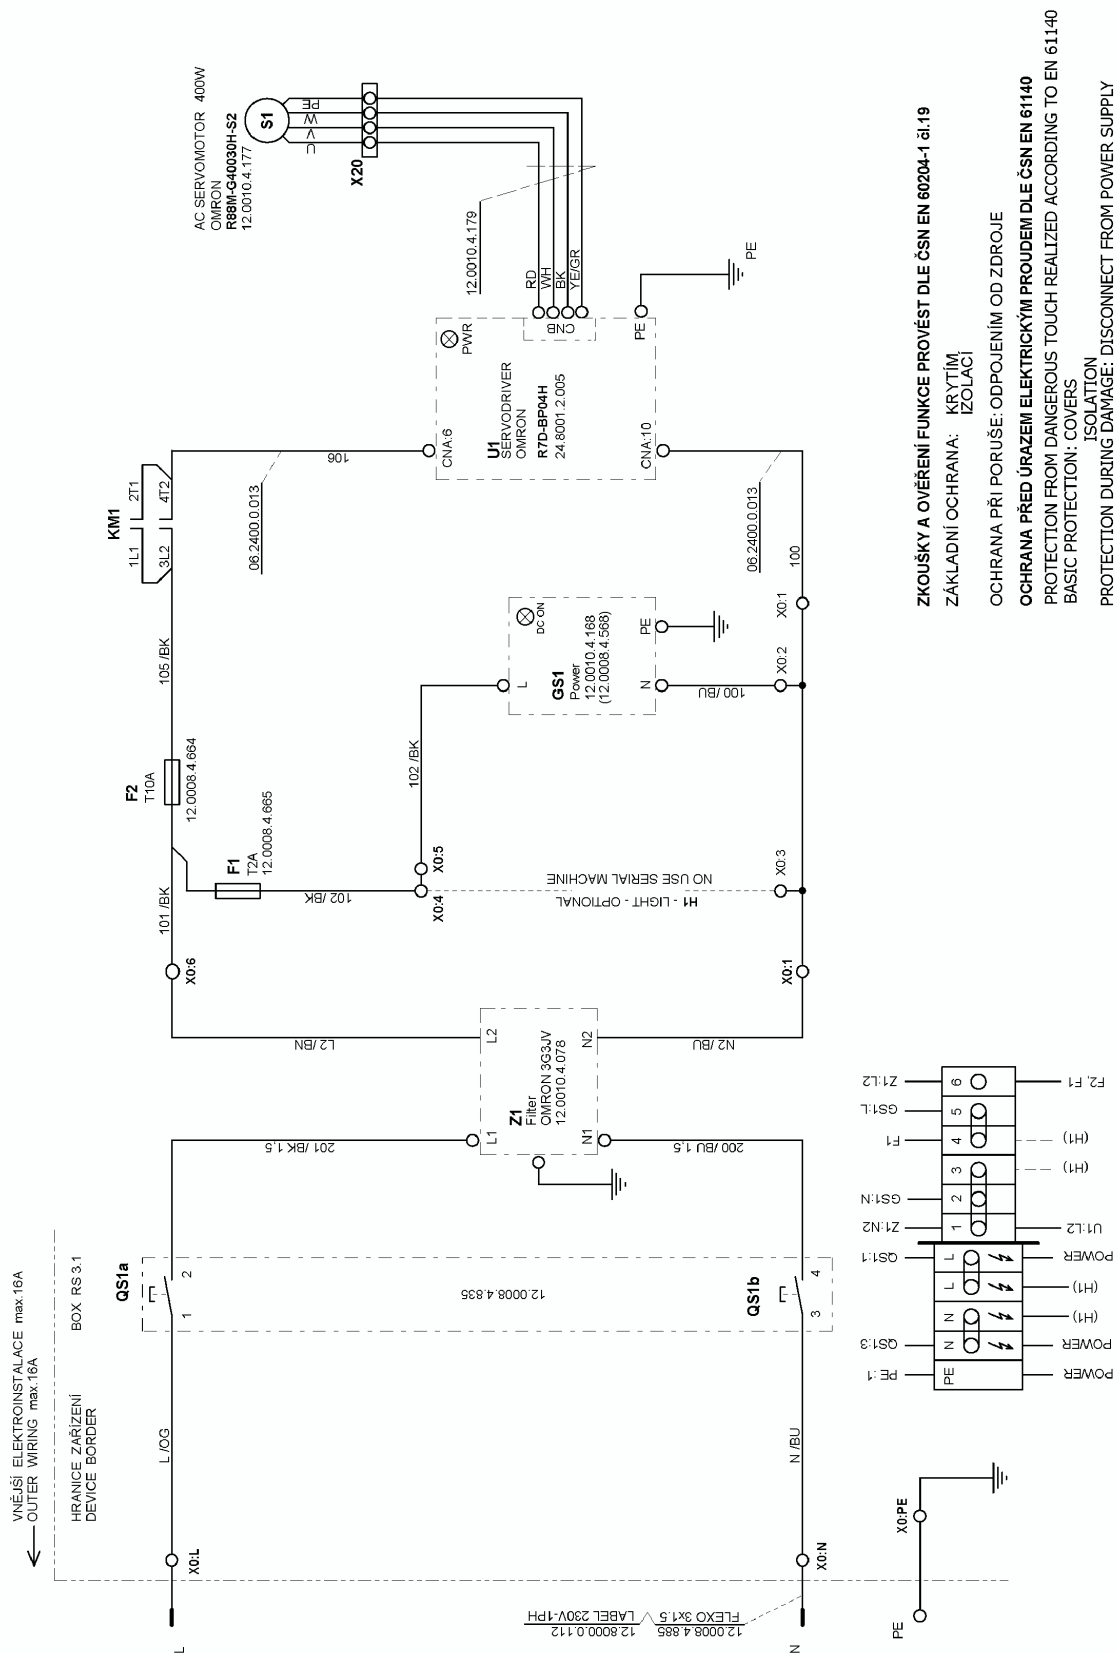 VNĚJŠÍ ELEKTROINSTALACE max.16A
OUTER WIRING max.16A
HRANICE ZAŘÍZENÍ
DEVICE BORDER
BOX RS 3.1
L
X0:L
L /OG
QS1a
1
2
12.0008.4.835
QS1b
3
4
N
X0:N
N /BU
12.8000.0.112
LABEL 230V-1PH
12.0008.4.885
FLEXO 3x1.5
201 /BK 1,5
200 /BU 1,5
L1
L2
N1
N2
Z1
Filter
OMRON 3G3JV
12.0010.4.078
L2 /BN
N2 /BU
X0:6
X0:1
101 /BK
F1
T2A
12.0008.4.665
102 /BK
X0:4
X0:5
H1 - LIGHT - OPTIONAL
NO USE SERIAL MACHINE
X0:3
F2
T10A
12.0008.4.664
102 /BK
105 /BK
L
DC ON
GS1
Power
12.0010.4.168
(12.0008.4.568)
N
PE
100 /BU
X0:2
X0:1
100
KM1
1L1
2T1
3L2
4T2
06.2400.0.013
106
06.2400.0.013
CNA:6
PWR
U1
SERVODRIVER
OMRON
R7D-BP04H
24.8001.2.005
CNA:10
CNB
PE
PE
RD
WH
BK
YE/GR
12.0010.4.179
X20
U
V
W
PE
S1
AC SERVOMOTOR 400W
OMRON
R88M-G40030H-S2
12.0010.4.177
PE
X0:PE
PE:1
QS1:3
QS1:1
Z1:N2
GS1:N
F1
GS1:L
Z1:L2
PE
N
N
L
L
1
2
3
4
5
6
POWER
POWER
(H1)
(H1)
POWER
U1:L2
(H1)
(H1)
F2, F1
ZKOUŠKY A OVĚŘENÍ FUNKCE PROVÉST DLE ČSN EN 60204-1 čl.19
ZÁKLADNÍ OCHRANA: KRYTÍM
IZOLACÍ
OCHRANA PŘI PORUŠE: ODPOJENÍM OD ZDROJE
OCHRANA PŘED ÚRAZEM ELEKTRICKÝM PROUDEM DLE ČSN EN 61140
PROTECTION FROM DANGEROUS TOUCH REALIZED ACCORDING TO EN 61140
BASIC PROTECTION: COVERS
ISOLATION
PROTECTION DURING DAMAGE: DISCONNECT FROM POWER SUPPLY